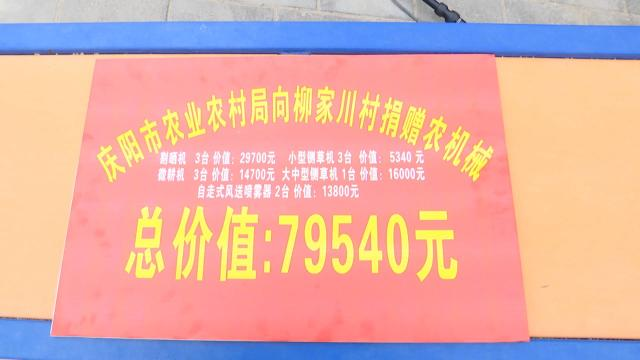 庆阳市农业农村局向柳家川村捐赠农机械
割晒机 3台 价值：29700元 小型铡草机 3台 价值：5340元
微耕机 3台 价值：14700元 大中型铡草机 1台 价值：16000元
自走式风送喷雾器 2台 价值：13800元
总价值:79540元